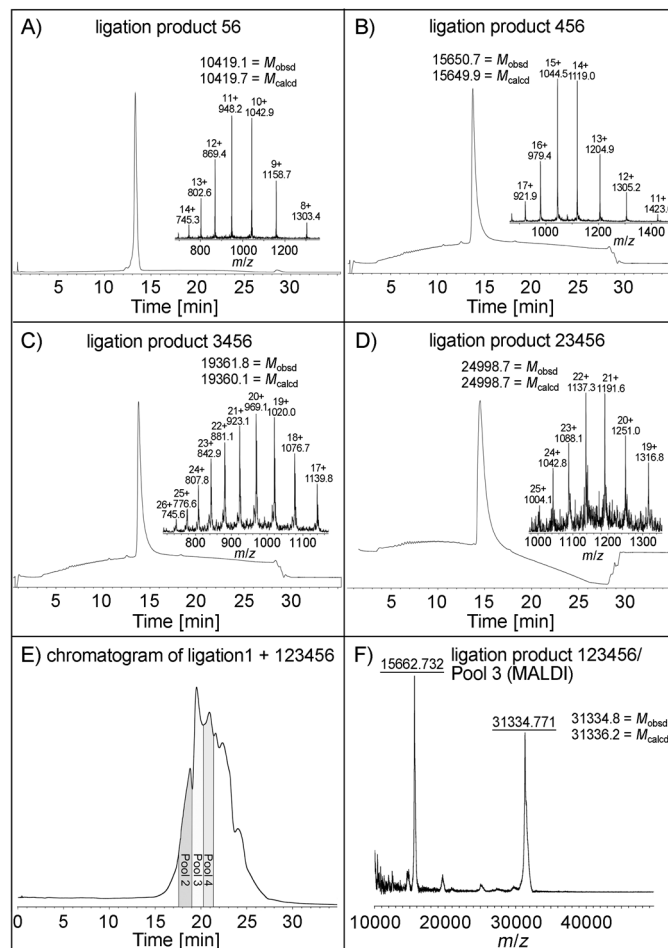 A) ligation product 56
10419.1 = Mobsd
10419.7 = Mcalcd
14+
745.3
13+
802.6
12+
869.4
11+
948.2
10+
1042.9
9+
1158.7
8+
1303.4
800 1000 1200
m/z
5 10 15 20 25 30
Time [min]
B) ligation product 456
15650.7 = Mobsd
15649.9 = Mcalcd
17+
921.9
16+
979.4
15+
1044.5
14+
1119.0
13+
1204.9
12+
1305.2
11+
1423.
1000 1200 1400
m/z
5 10 15 20 25 30
Time [min]
C) ligation product 3456
19361.8 = Mobsd
19360.1 = Mcalcd
26+
745.6
25+
776.6
24+
807.8
23+
842.9
22+
881.1
21+
923.1
20+
969.1
19+
1020.0
18+
1076.7
17+
1139.8
800 900 1000 1100
m/z
5 10 15 20 25 30
Time [min]
D) ligation product 23456
24998.7 = Mobsd
24998.7 = Mcalcd
25+
1004.1
24+
1042.8
23+
1088.1
22+
1137.3
21+
1191.6
20+
1251.0
19+
1316.8
1000 1100 1200 1300
m/z
5 10 15 20 25 30
Time [min]
E) chromatogram of ligation1 + 123456
Pool 2
Pool 3
Pool 4
0 5 10 15 20 25 30
Time [min]
F) ligation product 123456/
Pool 3 (MALDI)
15662.732
31334.771
31334.8 = Mobsd
31336.2 = Mcalcd
10000 20000 30000 40000
m/z